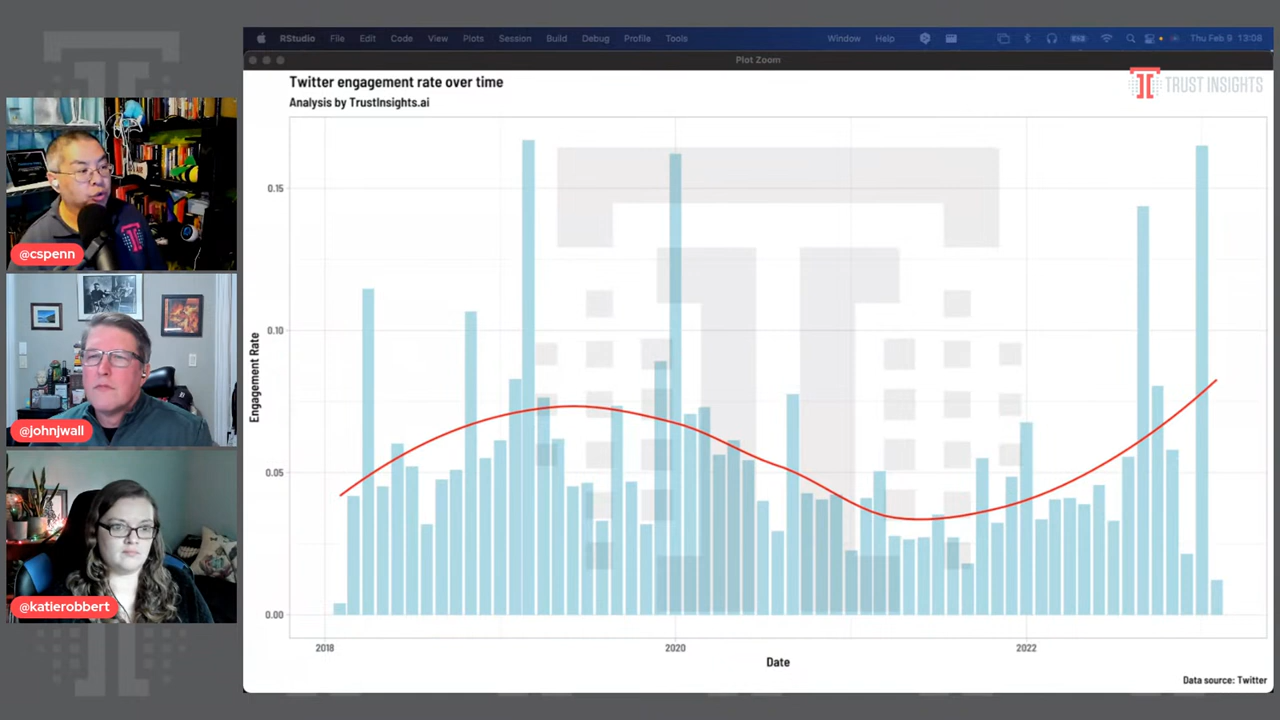 RStudio File Edit Code View Plots Session Build Debug Profile Tools Window Help Thu Feb 9 13:06
Plot Zoom
Twitter engagement rate over time
Analysis by TrustInsights.ai
TRUST INSIGHTS
0.15
0.10
0.05
0.00
Engagement Rate
2018 2020 2022
Date
Data source: Twitter
@cspenn
@johnjwall
@katierobbert